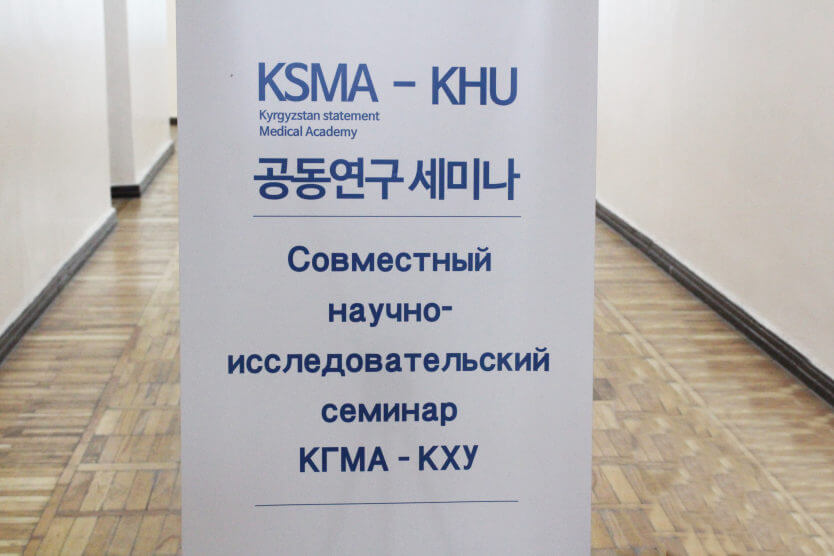 KSMA - KHU
Kyrgyzstan statement
Medical Academy
공동연구 세미나
Совместный
научно-
исследовательский
семинар
КГМА - КХУ